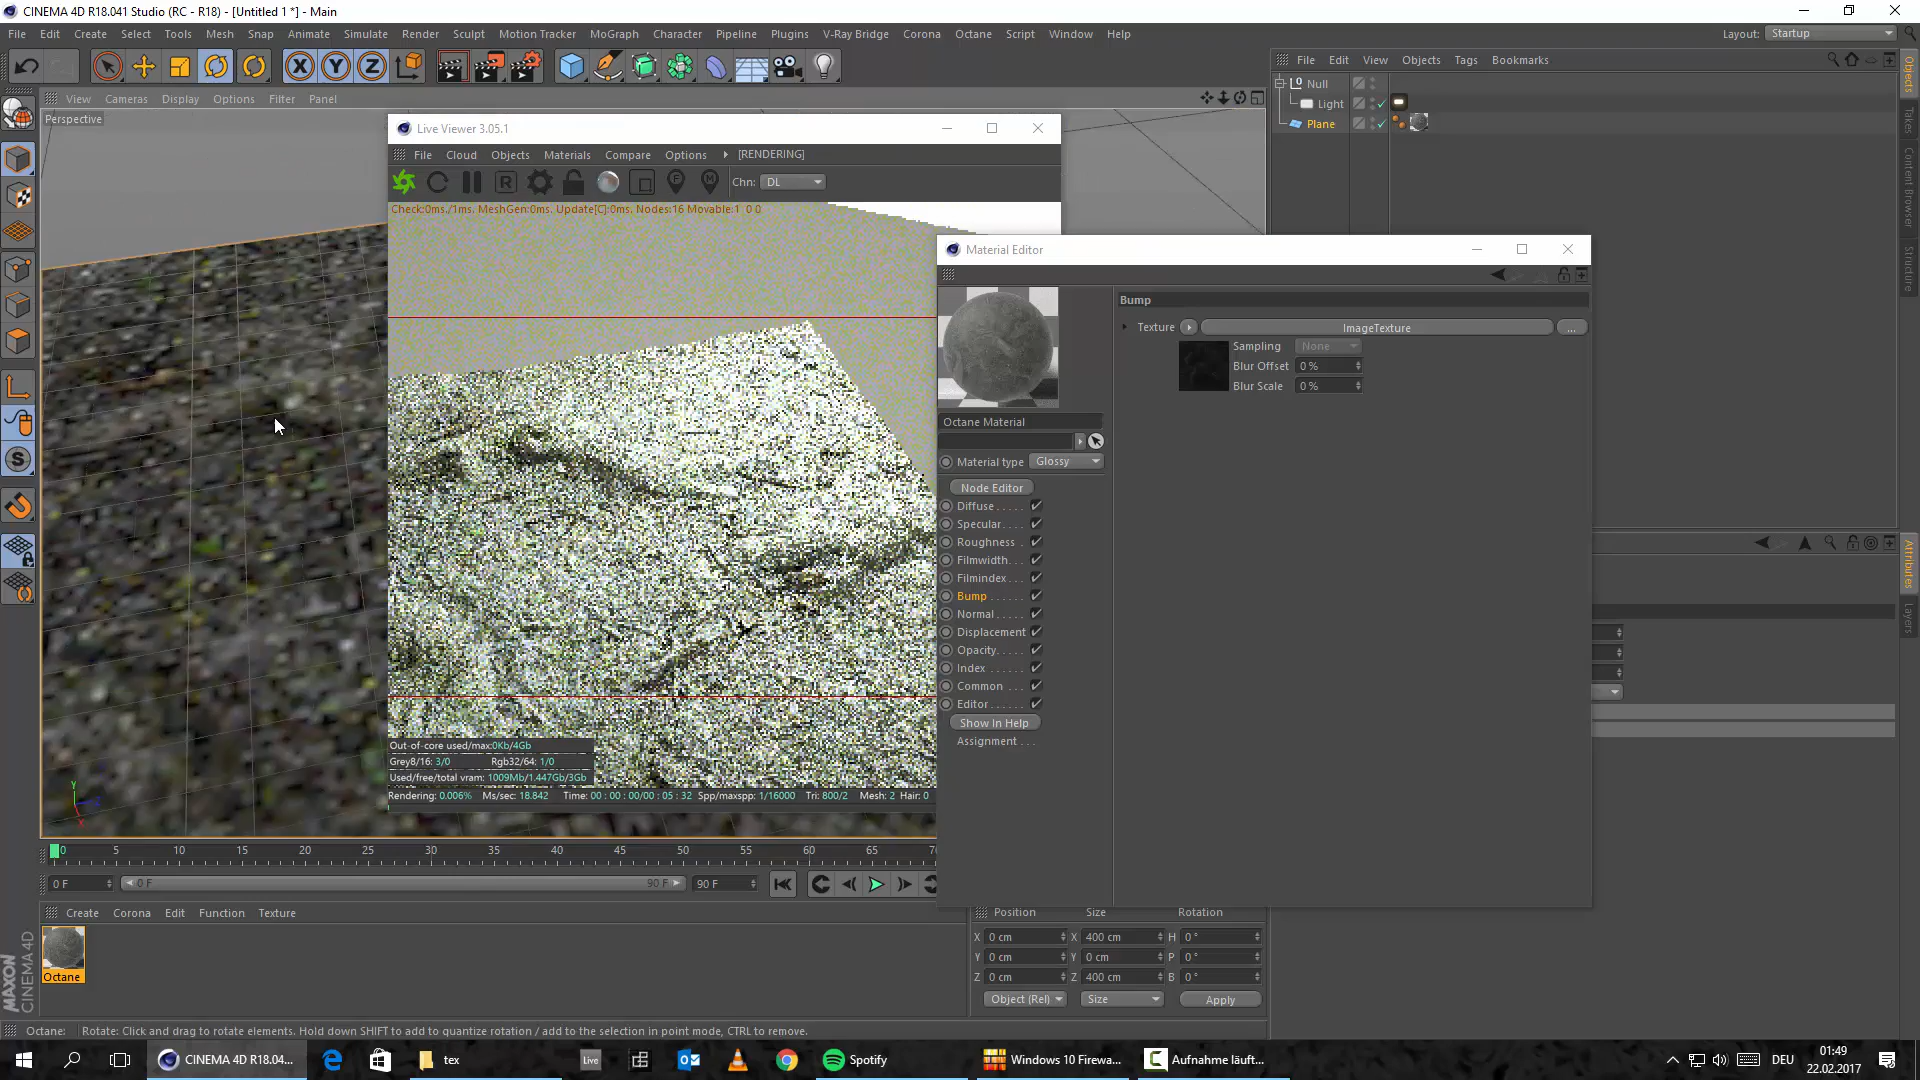 CINEMA 4D R18.041 Studio (RC - R18) - [Untitled 1 *] - Main
File Edit Create Select Tools Mesh Snap Animate Simulate Render Sculpt Motion Tracker MoGraph Character Pipeline Plugins V-Ray Bridge Corona Octane Script Window Help
Layout: Startup
File Edit View Objects Tags Bookmarks
View Cameras Display Options Filter Panel
Perspective
Null
Light
Plane
Objects
Takes
Content Browser
Structure
Attributes
Layers
Live Viewer 3.05.1
File Cloud Objects Materials Compare Options [RENDERING]
Chn: DL
Check:0ms./1ms. MeshGen:0ms. Update[C]:0ms. Nodes:16 Movable:1 0 0
Out-of-core used/max:0Kb/4Gb
Grey8/16: 3/0 Rgb32/64: 1/0
Used/free/total vram: 1009Mb/1.447Gb/3Gb
Rendering: 0.006% Ms/sec: 18.842 Time: 00 : 00 : 00/00 : 05 : 32 Spp/maxspp: 1/16000 Tri: 800/2 Mesh: 2 Hair: 0
Material Editor
Bump
Texture ImageTexture ...
Sampling None
Blur Offset 0 %
Blur Scale 0 %
Octane Material
Material type Glossy
Node Editor
Diffuse . . . . .
Specular. . . .
Roughness .
Filmwidth. . .
Filmindex. . .
Bump . . . . . .
Normal. . . . .
Displacement
Opacity. . . . .
Index . . . . . .
Common . . .
Editor. . . . . .
Show In Help
Assignment . . .
Y
X
0 5 10 15 20 25 30 35 40 45 50 55 60 65
0 F 0 F 90 F 90 F
Create Corona Edit Function Texture
Octane
MAXON
CINEMA 4D
Position Size Rotation
X 0 cm X 400 cm H 0 °
Y 0 cm Y 0 cm P 0 °
Z 0 cm Z 400 cm B 0 °
Object (Rel) Size Apply
Octane: Rotate: Click and drag to rotate elements. Hold down SHIFT to add to quantize rotation / add to the selection in point mode, CTRL to remove.
CINEMA 4D R18.04... tex Live Spotify Windows 10 Firewa... Aufnahme läuft... DEU 01:49
22.02.2017